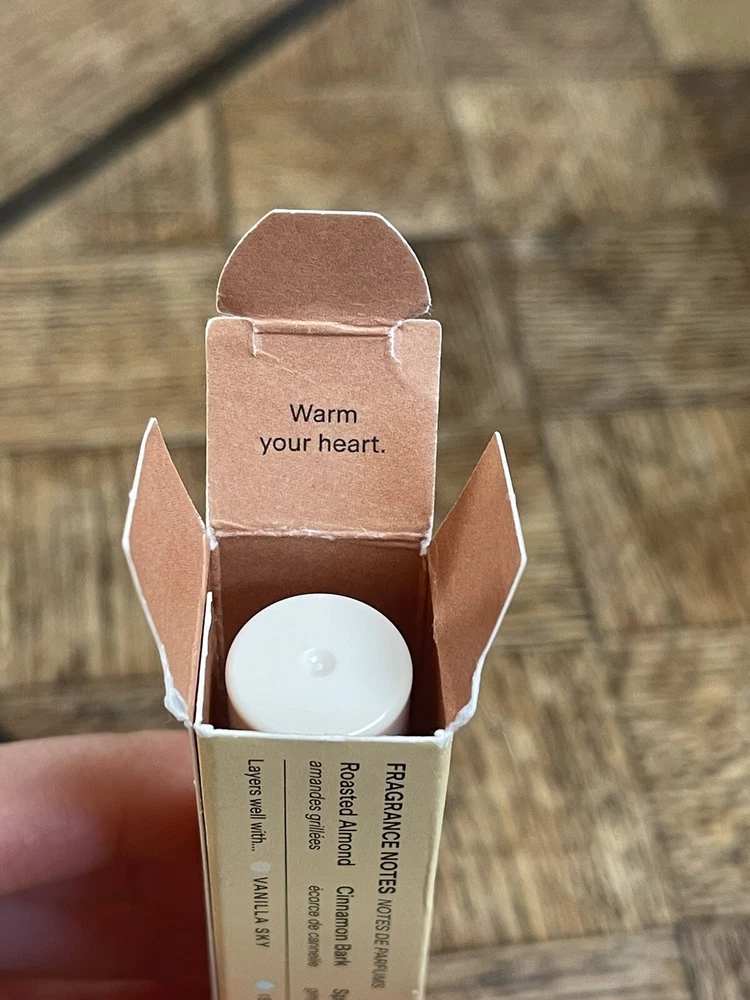 Warm
your heart.
FRAGRANCE NOTES NOTES DE PARFUMS
Roasted Almond Cinnamon Bark
amandes grillées écorce de cannelle
Layers well with... VANILLA SKY